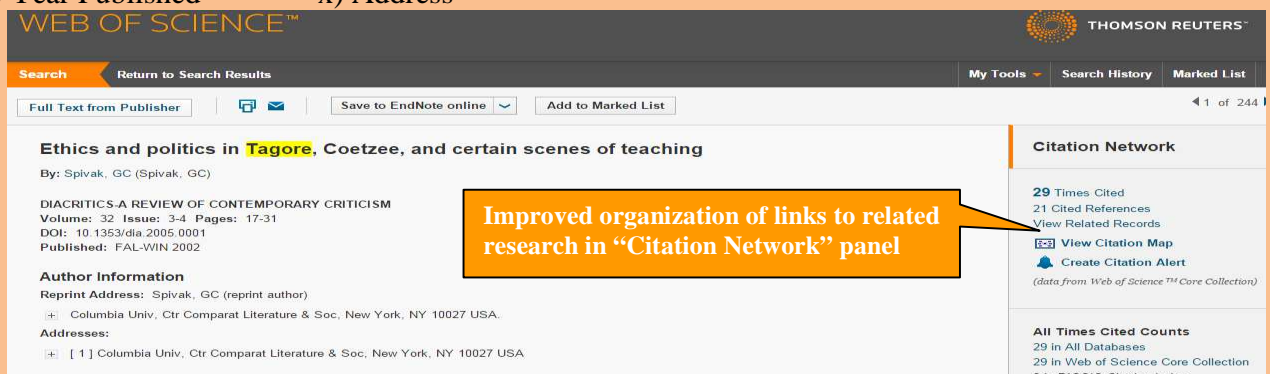 Year Published x) Address
WEB OF SCIENCE™
THOMSON REUTERS™
Search Return to Search Results My Tools Search History Marked List
Full Text from Publisher Save to EndNote online Add to Marked List 1 of 244
Ethics and politics in Tagore, Coetzee, and certain scenes of teaching
By: Spivak, GC (Spivak, GC)
DIACRITICS-A REVIEW OF CONTEMPORARY CRITICISM
Volume: 32 Issue: 3-4 Pages: 17-31
DOI: 10.1353/dia.2005.0001
Published: FAL-WIN 2002
Author Information
Reprint Address: Spivak, GC (reprint author)
Columbia Univ, Ctr Comparat Literature & Soc, New York, NY 10027 USA.
Addresses:
[ 1 ] Columbia Univ, Ctr Comparat Literature & Soc, New York, NY 10027 USA
Improved organization of links to related
research in “Citation Network” panel
Citation Network
29 Times Cited
21 Cited References
View Related Records
View Citation Map
Create Citation Alert
(data from Web of Science ™ Core Collection)
All Times Cited Counts
29 in All Databases
29 in Web of Science Core Collection